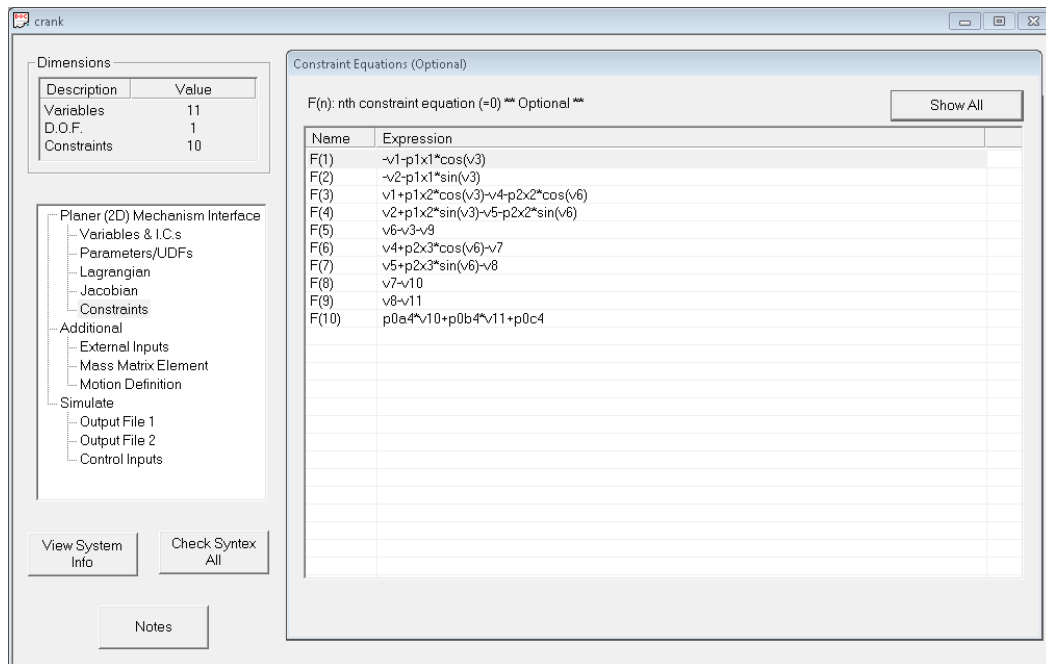 crank
Dimensions
Description Value
Variables 11
D.O.F. 1
Constraints 10
Planer (2D) Mechanism Interface
Variables & I.C.s
Parameters/UDFs
Lagrangian
Jacobian
Constraints
Additional
External Inputs
Mass Matrix Element
Motion Definition
Simulate
Output File 1
Output File 2
Control Inputs
View System
Info
Check Syntex
All
Notes
Constraint Equations (Optional)
F(n): nth constraint equation (=0) ** Optional **
Show All
Name Expression
F(1) -v1-p1x1*cos(v3)
F(2) -v2-p1x1*sin(v3)
F(3) v1+p1x2*cos(v3)-v4-p2x2*cos(v6)
F(4) v2+p1x2*sin(v3)-v5-p2x2*sin(v6)
F(5) v6-v3-v9
F(6) v4+p2x3*cos(v6)-v7
F(7) v5+p2x3*sin(v6)-v8
F(8) v7-v10
F(9) v8-v11
F(10) p0a4*v10+p0b4*v11+p0c4